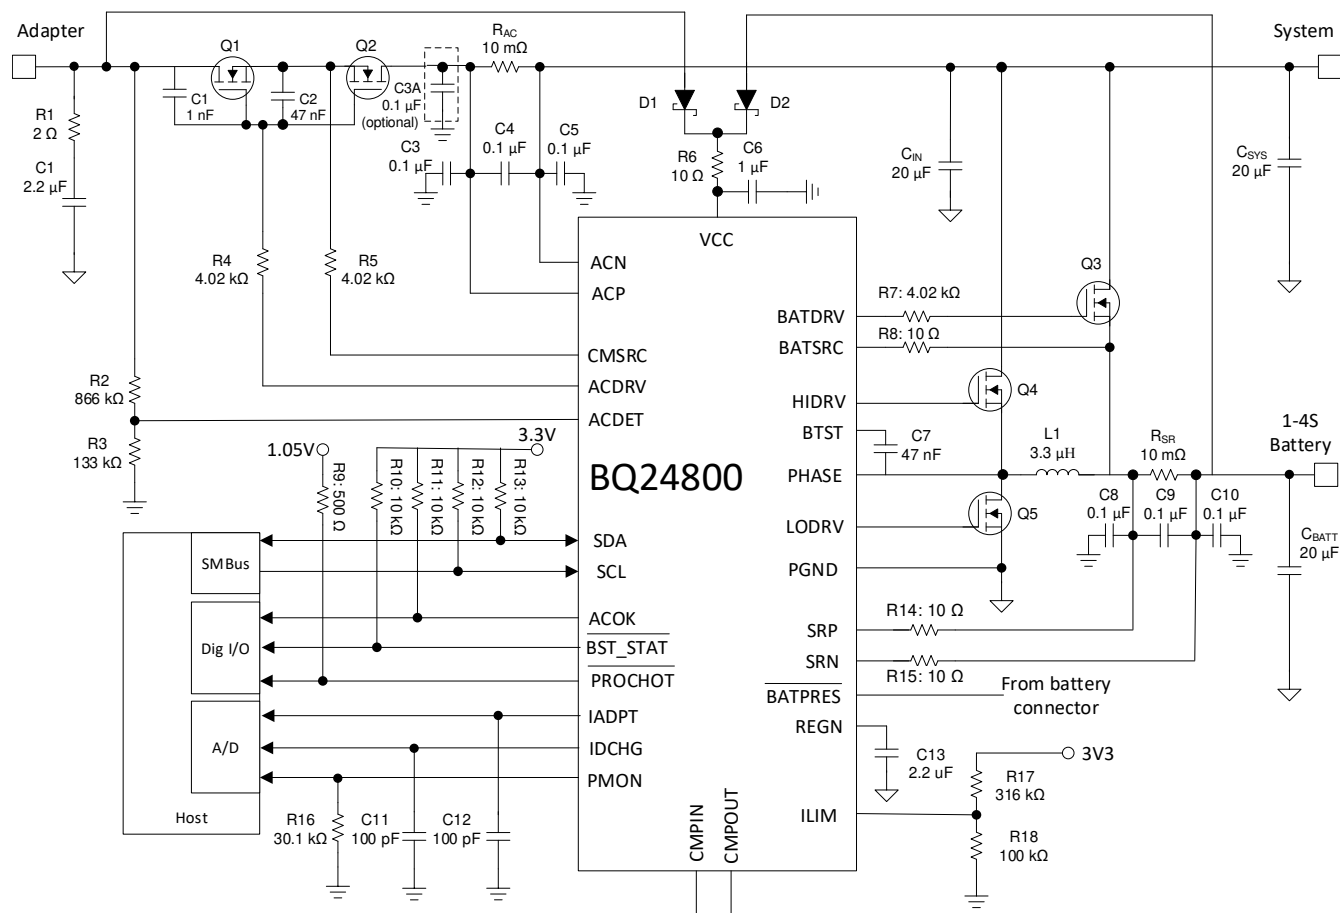 Adapter
System
Q1
Q2
RAC
10 mΩ
C3A
0.1 µF
(optional)
C1
1 nF
C2
47 nF
R1
2 Ω
C1
2.2 µF
D1
D2
C3
0.1 µF
C4
0.1 µF
C5
0.1 µF
R6
10 Ω
C6
1 µF
CIN
20 µF
CSYS
20 µF
VCC
R4
4.02 kΩ
R5
4.02 kΩ
ACN
ACP
CMSRC
ACDRV
ACDET
R2
866 kΩ
R3
133 kΩ
Q3
R7: 4.02 kΩ
BATDRV
R8: 10 Ω
BATSRC
HIDRV
Q4
BTST
C7
47 nF
PHASE
L1
3.3 µH
RSR
10 mΩ
1-4S
Battery
LODRV
Q5
PGND
C8
0.1 µF
C9
0.1 µF
C10
0.1 µF
CBATT
20 µF
BQ24800
1.05V
3.3V
R9: 500 Ω
R10: 10 kΩ
R11: 10 kΩ
R12: 10 kΩ
R13: 10 kΩ
SMBus
SDA
SCL
Dig I/O
ACOK
BST_STAT
PROCHOT
A/D
IADPT
IDCHG
PMON
Host
R16
30.1 kΩ
C11
100 pF
C12
100 pF
R14: 10 Ω
SRP
SRN
R15: 10 Ω
BATPRES
From battery
connector
REGN
C13
2.2 uF
3V3
R17
316 kΩ
ILIM
R18
100 kΩ
CMPIN
CMPOUT